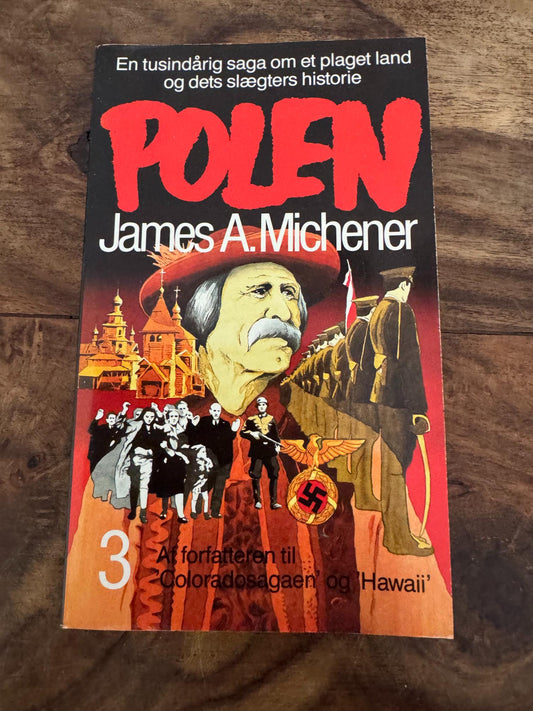 En tusindårig saga om et plaget land
og dets slægters historie
POLEN
James A. Michener
3
Af forfatteren til
'Coloradosagaen' og 'Hawaii'